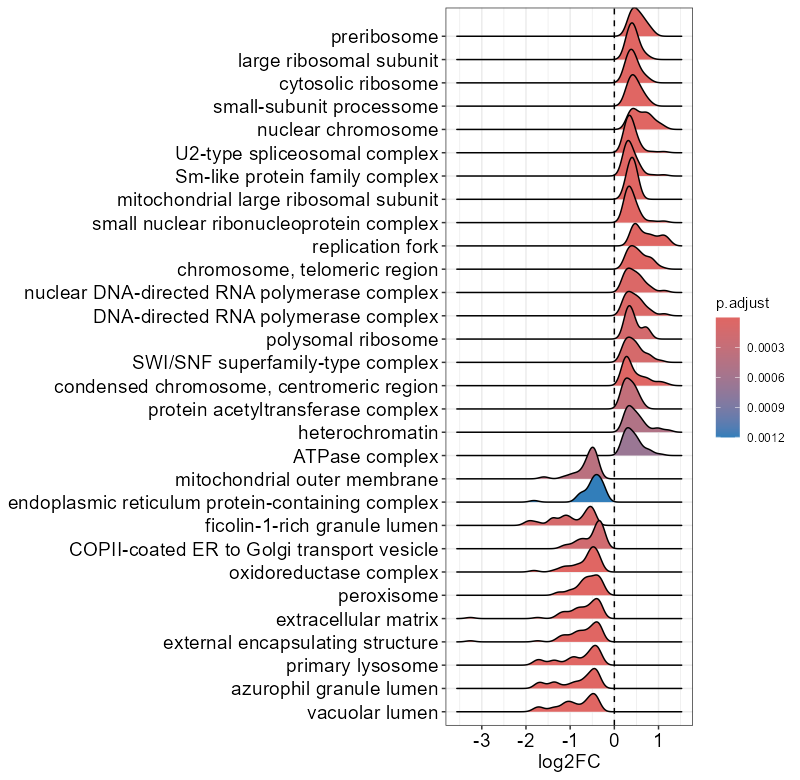 preribosome
large ribosomal subunit
cytosolic ribosome
small-subunit processome
nuclear chromosome
U2-type spliceosomal complex
Sm-like protein family complex
mitochondrial large ribosomal subunit
small nuclear ribonucleoprotein complex
replication fork
chromosome, telomeric region
nuclear DNA-directed RNA polymerase complex
DNA-directed RNA polymerase complex
polysomal ribosome
SWI/SNF superfamily-type complex
condensed chromosome, centromeric region
protein acetyltransferase complex
heterochromatin
ATPase complex
mitochondrial outer membrane
endoplasmic reticulum protein-containing complex
ficolin-1-rich granule lumen
COPII-coated ER to Golgi transport vesicle
oxidoreductase complex
peroxisome
extracellular matrix
external encapsulating structure
primary lysosome
azurophil granule lumen
vacuolar lumen
-3 -2 -1 0 1
log2FC
p.adjust
0.0003
0.0006
0.0009
0.0012